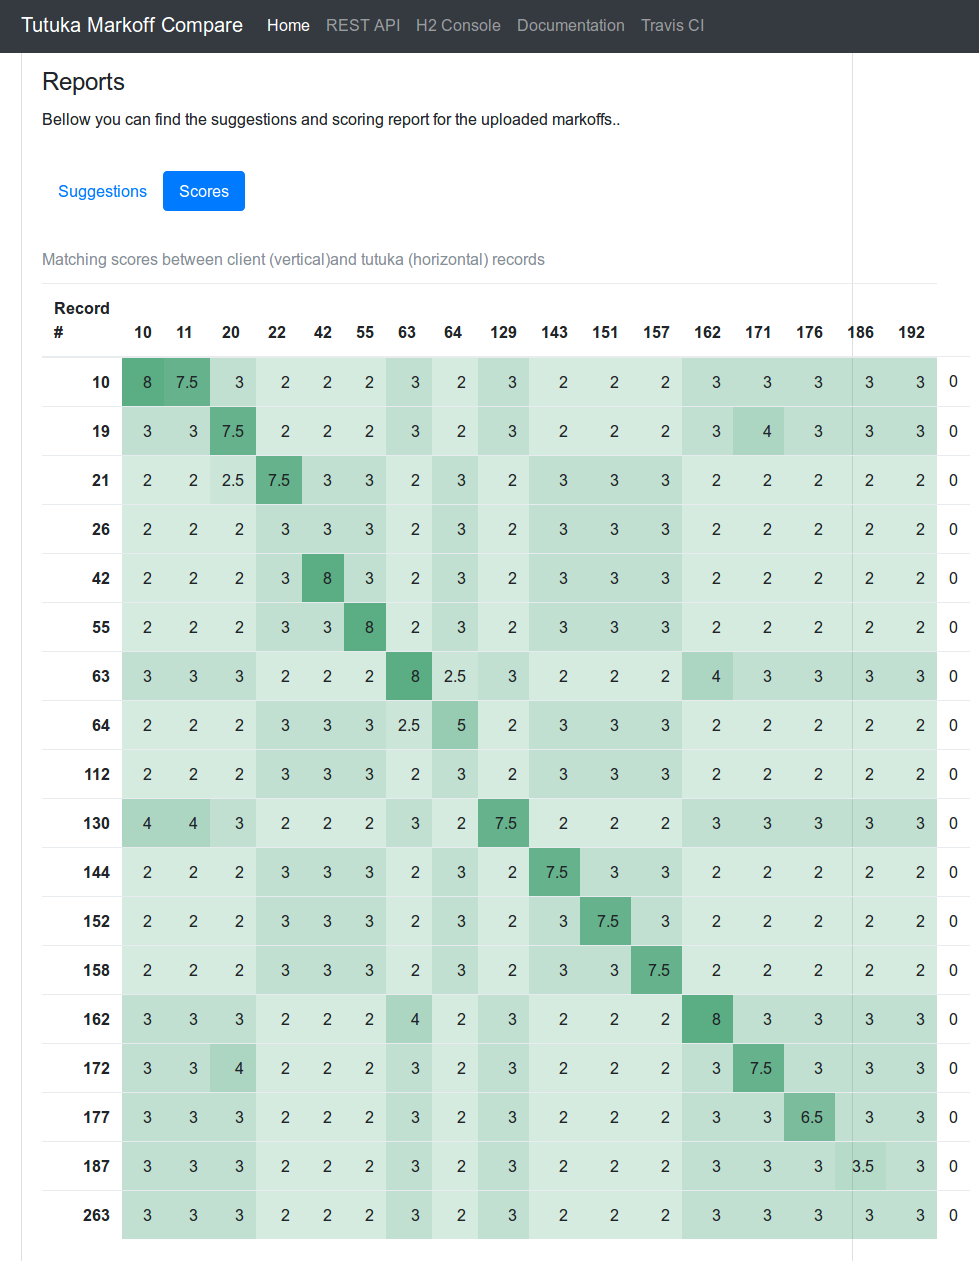 Tutuka Markoff Compare Home REST API H2 Console Documentation Travis CI
Reports
Bellow you can find the suggestions and scoring report for the uploaded markoffs..
Suggestions Scores
Matching scores between client (vertical)and tutuka (horizontal) records
Record
# 10 11 20 22 42 55 63 64 129 143 151 157 162 171 176 186 192
10 8 7.5 3 2 2 2 3 2 3 2 2 2 3 3 3 3 3 0
19 3 3 7.5 2 2 2 3 2 3 2 2 2 3 4 3 3 3 0
21 2 2 2.5 7.5 3 3 2 3 2 3 3 3 2 2 2 2 2 0
26 2 2 2 3 3 3 2 3 2 3 3 3 2 2 2 2 2 0
42 2 2 2 3 8 3 2 3 2 3 3 3 2 2 2 2 2 0
55 2 2 2 3 3 8 2 3 2 3 3 3 2 2 2 2 2 0
63 3 3 3 2 2 2 8 2.5 3 2 2 2 4 3 3 3 3 0
64 2 2 2 3 3 3 2.5 5 2 3 3 3 2 2 2 2 2 0
112 2 2 2 3 3 3 2 3 2 3 3 3 2 2 2 2 2 0
130 4 4 3 2 2 2 3 2 7.5 2 2 2 3 3 3 3 3 0
144 2 2 2 3 3 3 2 3 2 7.5 3 3 2 2 2 2 2 0
152 2 2 2 3 3 3 2 3 2 3 7.5 3 2 2 2 2 2 0
158 2 2 2 3 3 3 2 3 2 3 3 7.5 2 2 2 2 2 0
162 3 3 3 2 2 2 4 2 3 2 2 2 8 3 3 3 3 0
172 3 3 4 2 2 2 3 2 3 2 2 2 3 7.5 3 3 3 0
177 3 3 3 2 2 2 3 2 3 2 2 2 3 3 6.5 3 3 0
187 3 3 3 2 2 2 3 2 3 2 2 2 3 3 3 3.5 3 0
263 3 3 3 2 2 2 3 2 3 2 2 2 3 3 3 3 3 0